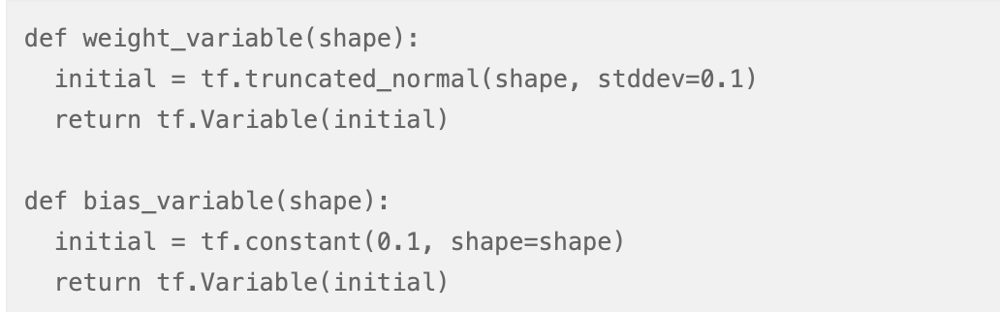 def weight_variable(shape):
  initial = tf.truncated_normal(shape, stddev=0.1)
  return tf.Variable(initial)

def bias_variable(shape):
  initial = tf.constant(0.1, shape=shape)
  return tf.Variable(initial)